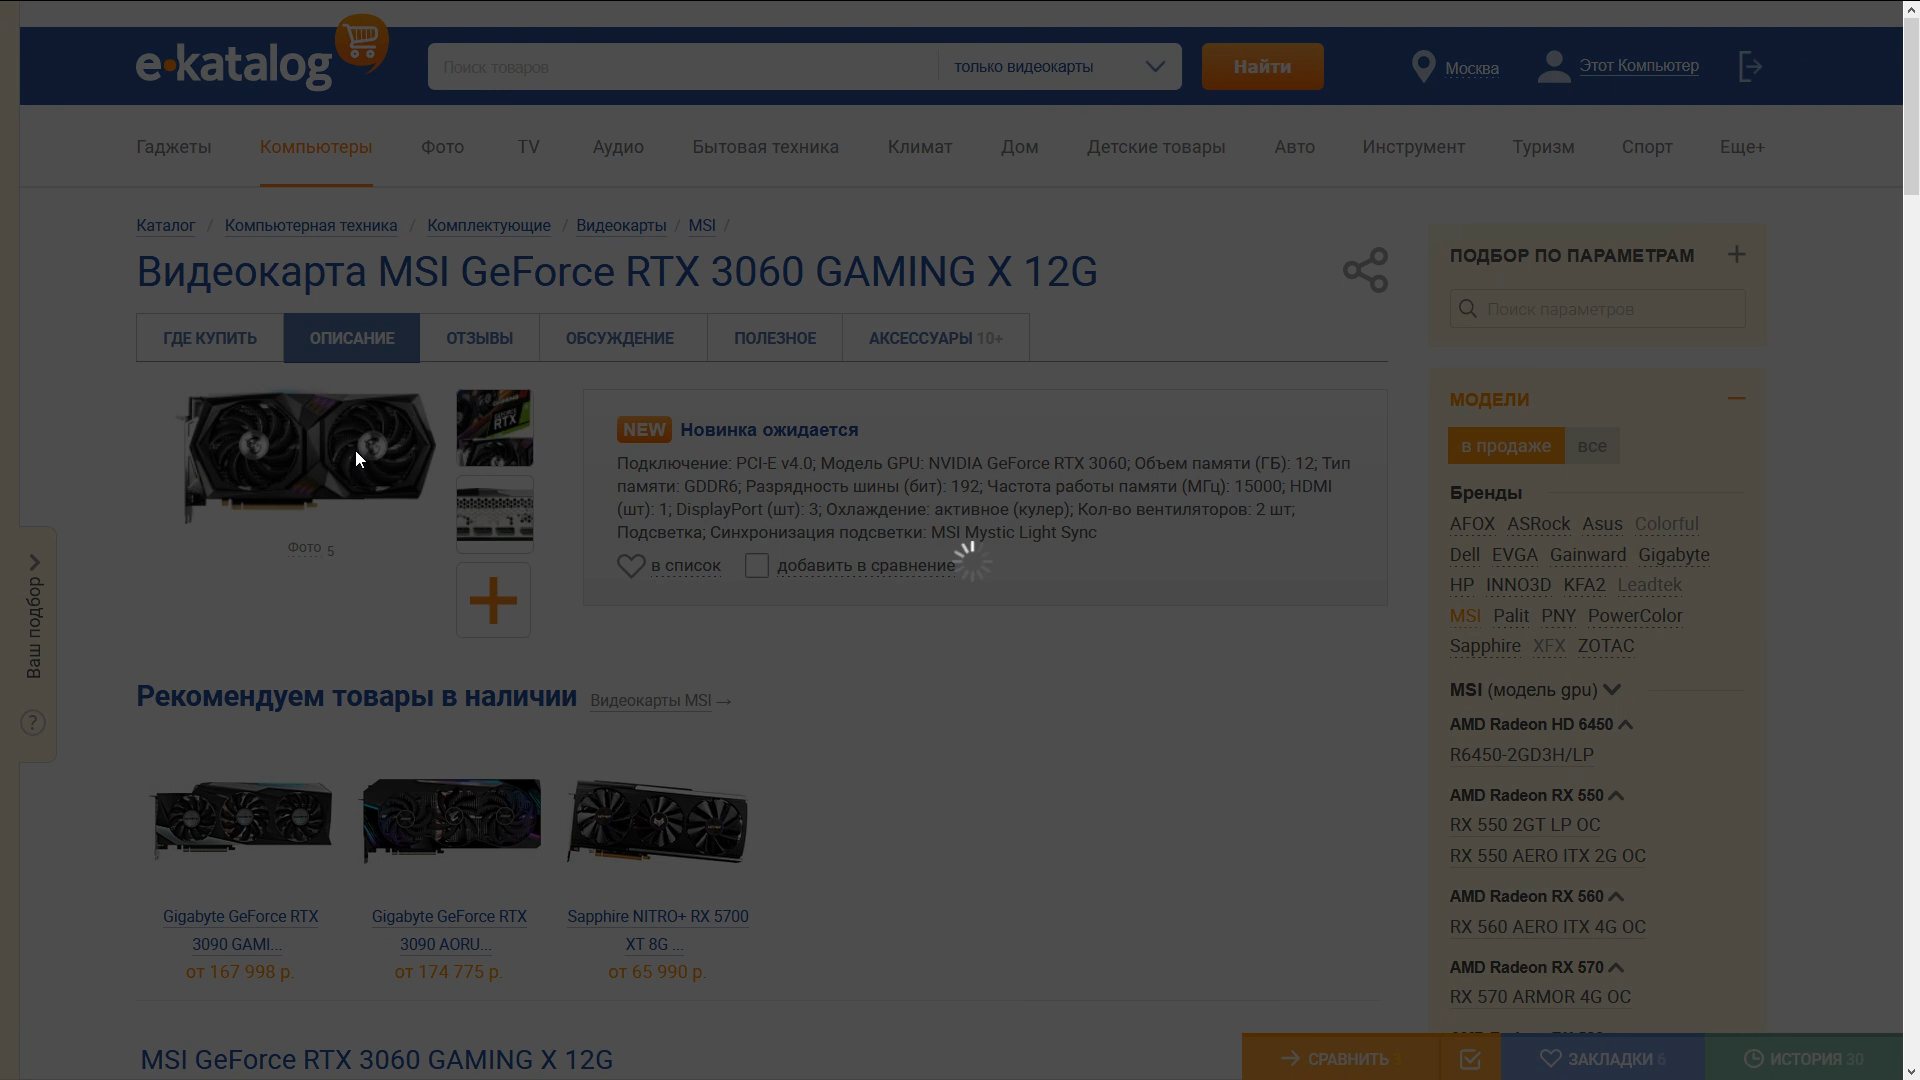 e·katalog
Поиск товаров
только видеокарты
Найти
Москва
Этот Компьютер
Гаджеты
Компьютеры
Фото
TV
Аудио
Бытовая техника
Климат
Дом
Детские товары
Авто
Инструмент
Туризм
Спорт
Еще+
Каталог / Компьютерная техника / Комплектующие / Видеокарты / MSI /
Видеокарта MSI GeForce RTX 3060 GAMING X 12G
ГДЕ КУПИТЬ
ОПИСАНИЕ
ОТЗЫВЫ
ОБСУЖДЕНИЕ
ПОЛЕЗНОЕ
АКСЕССУАРЫ 10+
Фото 5
RTX
NEW Новинка ожидается
Подключение: PCI-E v4.0; Модель GPU: NVIDIA GeForce RTX 3060; Объем памяти (ГБ): 12; Тип
памяти: GDDR6; Разрядность шины (бит): 192; Частота работы памяти (МГц): 15000; HDMI
(шт): 1; DisplayPort (шт): 3; Охлаждение: активное (кулер); Кол-во вентиляторов: 2 шт;
Подсветка; Синхронизация подсветки: MSI Mystic Light Sync
в список
добавить в сравнение
Ваш подбор
?
Рекомендуем товары в наличии
Видеокарты MSI →
Gigabyte GeForce RTX
3090 GAMI...
от 167 998 р.
Gigabyte GeForce RTX
3090 AORU...
от 174 775 р.
Sapphire NITRO+ RX 5700
XT 8G ...
от 65 990 р.
MSI GeForce RTX 3060 GAMING X 12G
ПОДБОР ПО ПАРАМЕТРАМ
Поиск параметров
МОДЕЛИ
в продаже
все
Бренды
AFOX ASRock Asus Colorful
Dell EVGA Gainward Gigabyte
HP INNO3D KFA2 Leadtek
MSI Palit PNY PowerColor
Sapphire XFX ZOTAC
MSI (модель gpu)
AMD Radeon HD 6450
R6450-2GD3H/LP
AMD Radeon RX 550
RX 550 2GT LP OC
RX 550 AERO ITX 2G OC
AMD Radeon RX 560
RX 560 AERO ITX 4G OC
AMD Radeon RX 570
RX 570 ARMOR 4G OC
СРАВНИТЬ
ЗАКЛАДКИ 6
ИСТОРИЯ 30